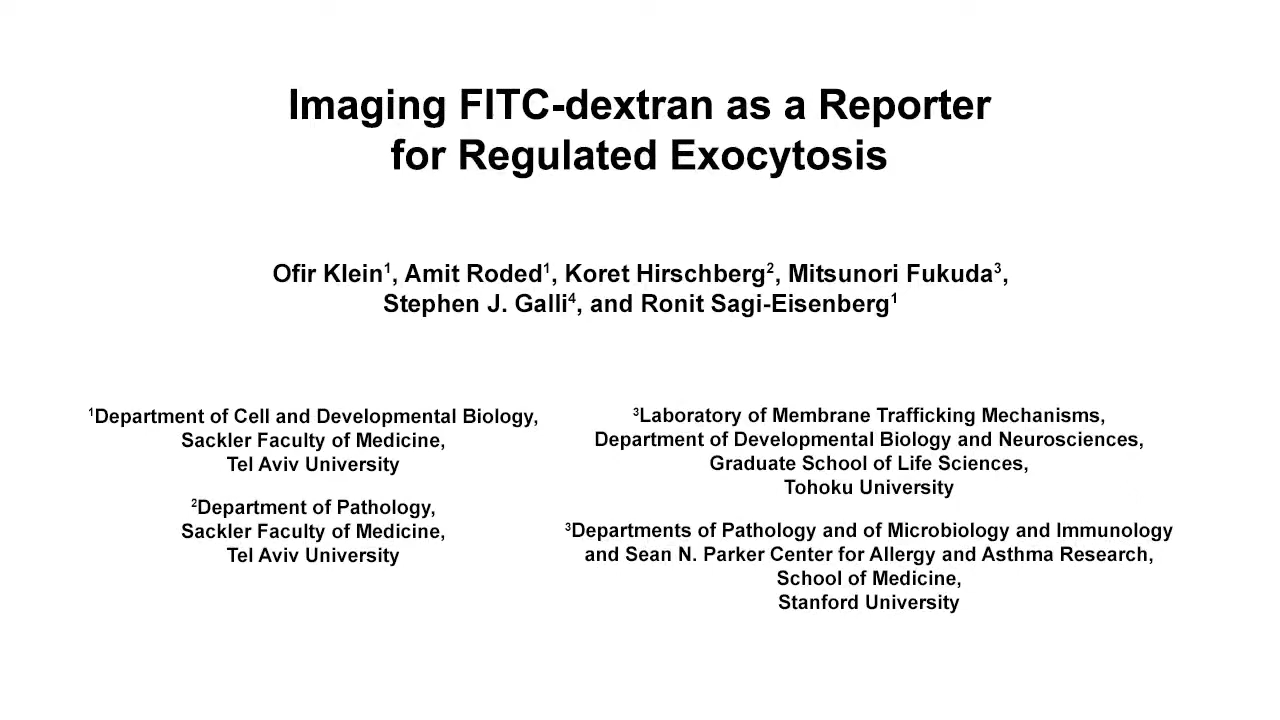 Imaging FITC-dextran as a Reporter
for Regulated Exocytosis
Ofir Klein¹, Amit Roded¹, Koret Hirschberg², Mitsunori Fukuda³,
Stephen J. Galli⁴, and Ronit Sagi-Eisenberg¹
¹Department of Cell and Developmental Biology,
Sackler Faculty of Medicine,
Tel Aviv University
²Department of Pathology,
Sackler Faculty of Medicine,
Tel Aviv University
³Laboratory of Membrane Trafficking Mechanisms,
Department of Developmental Biology and Neurosciences,
Graduate School of Life Sciences,
Tohoku University
³Departments of Pathology and of Microbiology and Immunology
and Sean N. Parker Center for Allergy and Asthma Research,
School of Medicine,
Stanford University